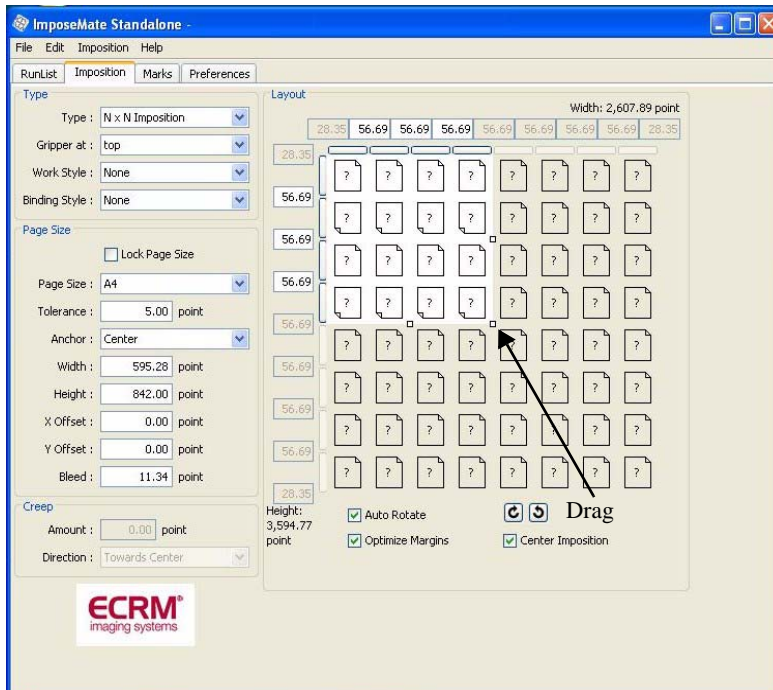 ImposeMate Standalone -
File Edit Imposition Help
RunList Imposition Marks Preferences
Type
Type : N x N Imposition
Gripper at : top
Work Style : None
Binding Style : None
Page Size
Lock Page Size
Page Size : A4
Tolerance : 5.00 point
Anchor : Center
Width : 595.28 point
Height : 842.00 point
X Offset : 0.00 point
Y Offset : 0.00 point
Bleed : 11.34 point
Creep
Amount : 0.00 point
Direction : Towards Center
ECRM®
imaging systems
Layout
Width: 2,607.89 point
28.35 56.69 56.69 56.69 56.69 56.69 56.69 56.69 28.35
28.35
? ? ? ? ? ? ? ?
56.69
? ? ? ? ? ? ? ?
56.69
? ? ? ? ? ? ? ?
56.69
? ? ? ? ? ? ? ?
56.69
? ? ? ? ? ? ? ?
56.69
? ? ? ? ? ? ? ?
56.69
? ? ? ? ? ? ? ?
56.69
? ? ? ? ? ? ? ?
28.35
Height:
3,594.77
point
Auto Rotate
Drag
Optimize Margins Center Imposition